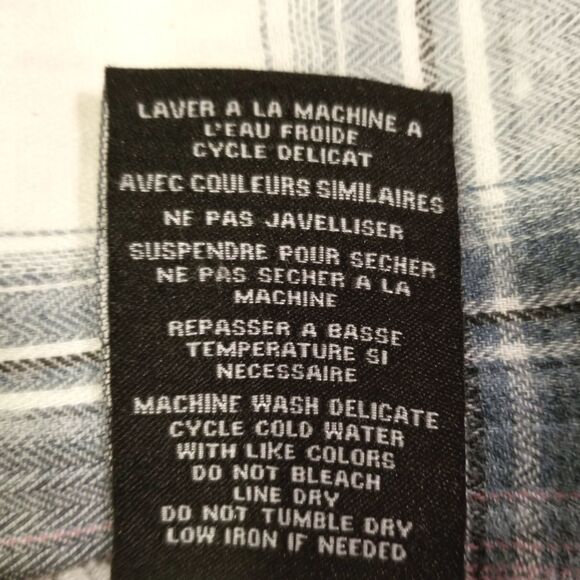 LAVER A LA MACHINE A
L'EAU FROIDE
CYCLE DELICAT
AVEC COULEURS SIMILAIRES
NE PAS JAVELLISER
SUSPENDRE POUR SECHER
NE PAS SECHER A LA
MACHINE
REPASSER A BASSE
TEMPERATURE SI
NECESSAIRE
MACHINE WASH DELICATE
CYCLE COLD WATER
WITH LIKE COLORS
DO NOT BLEACH
LINE DRY
DO NOT TUMBLE DRY
LOW IRON IF NEEDED